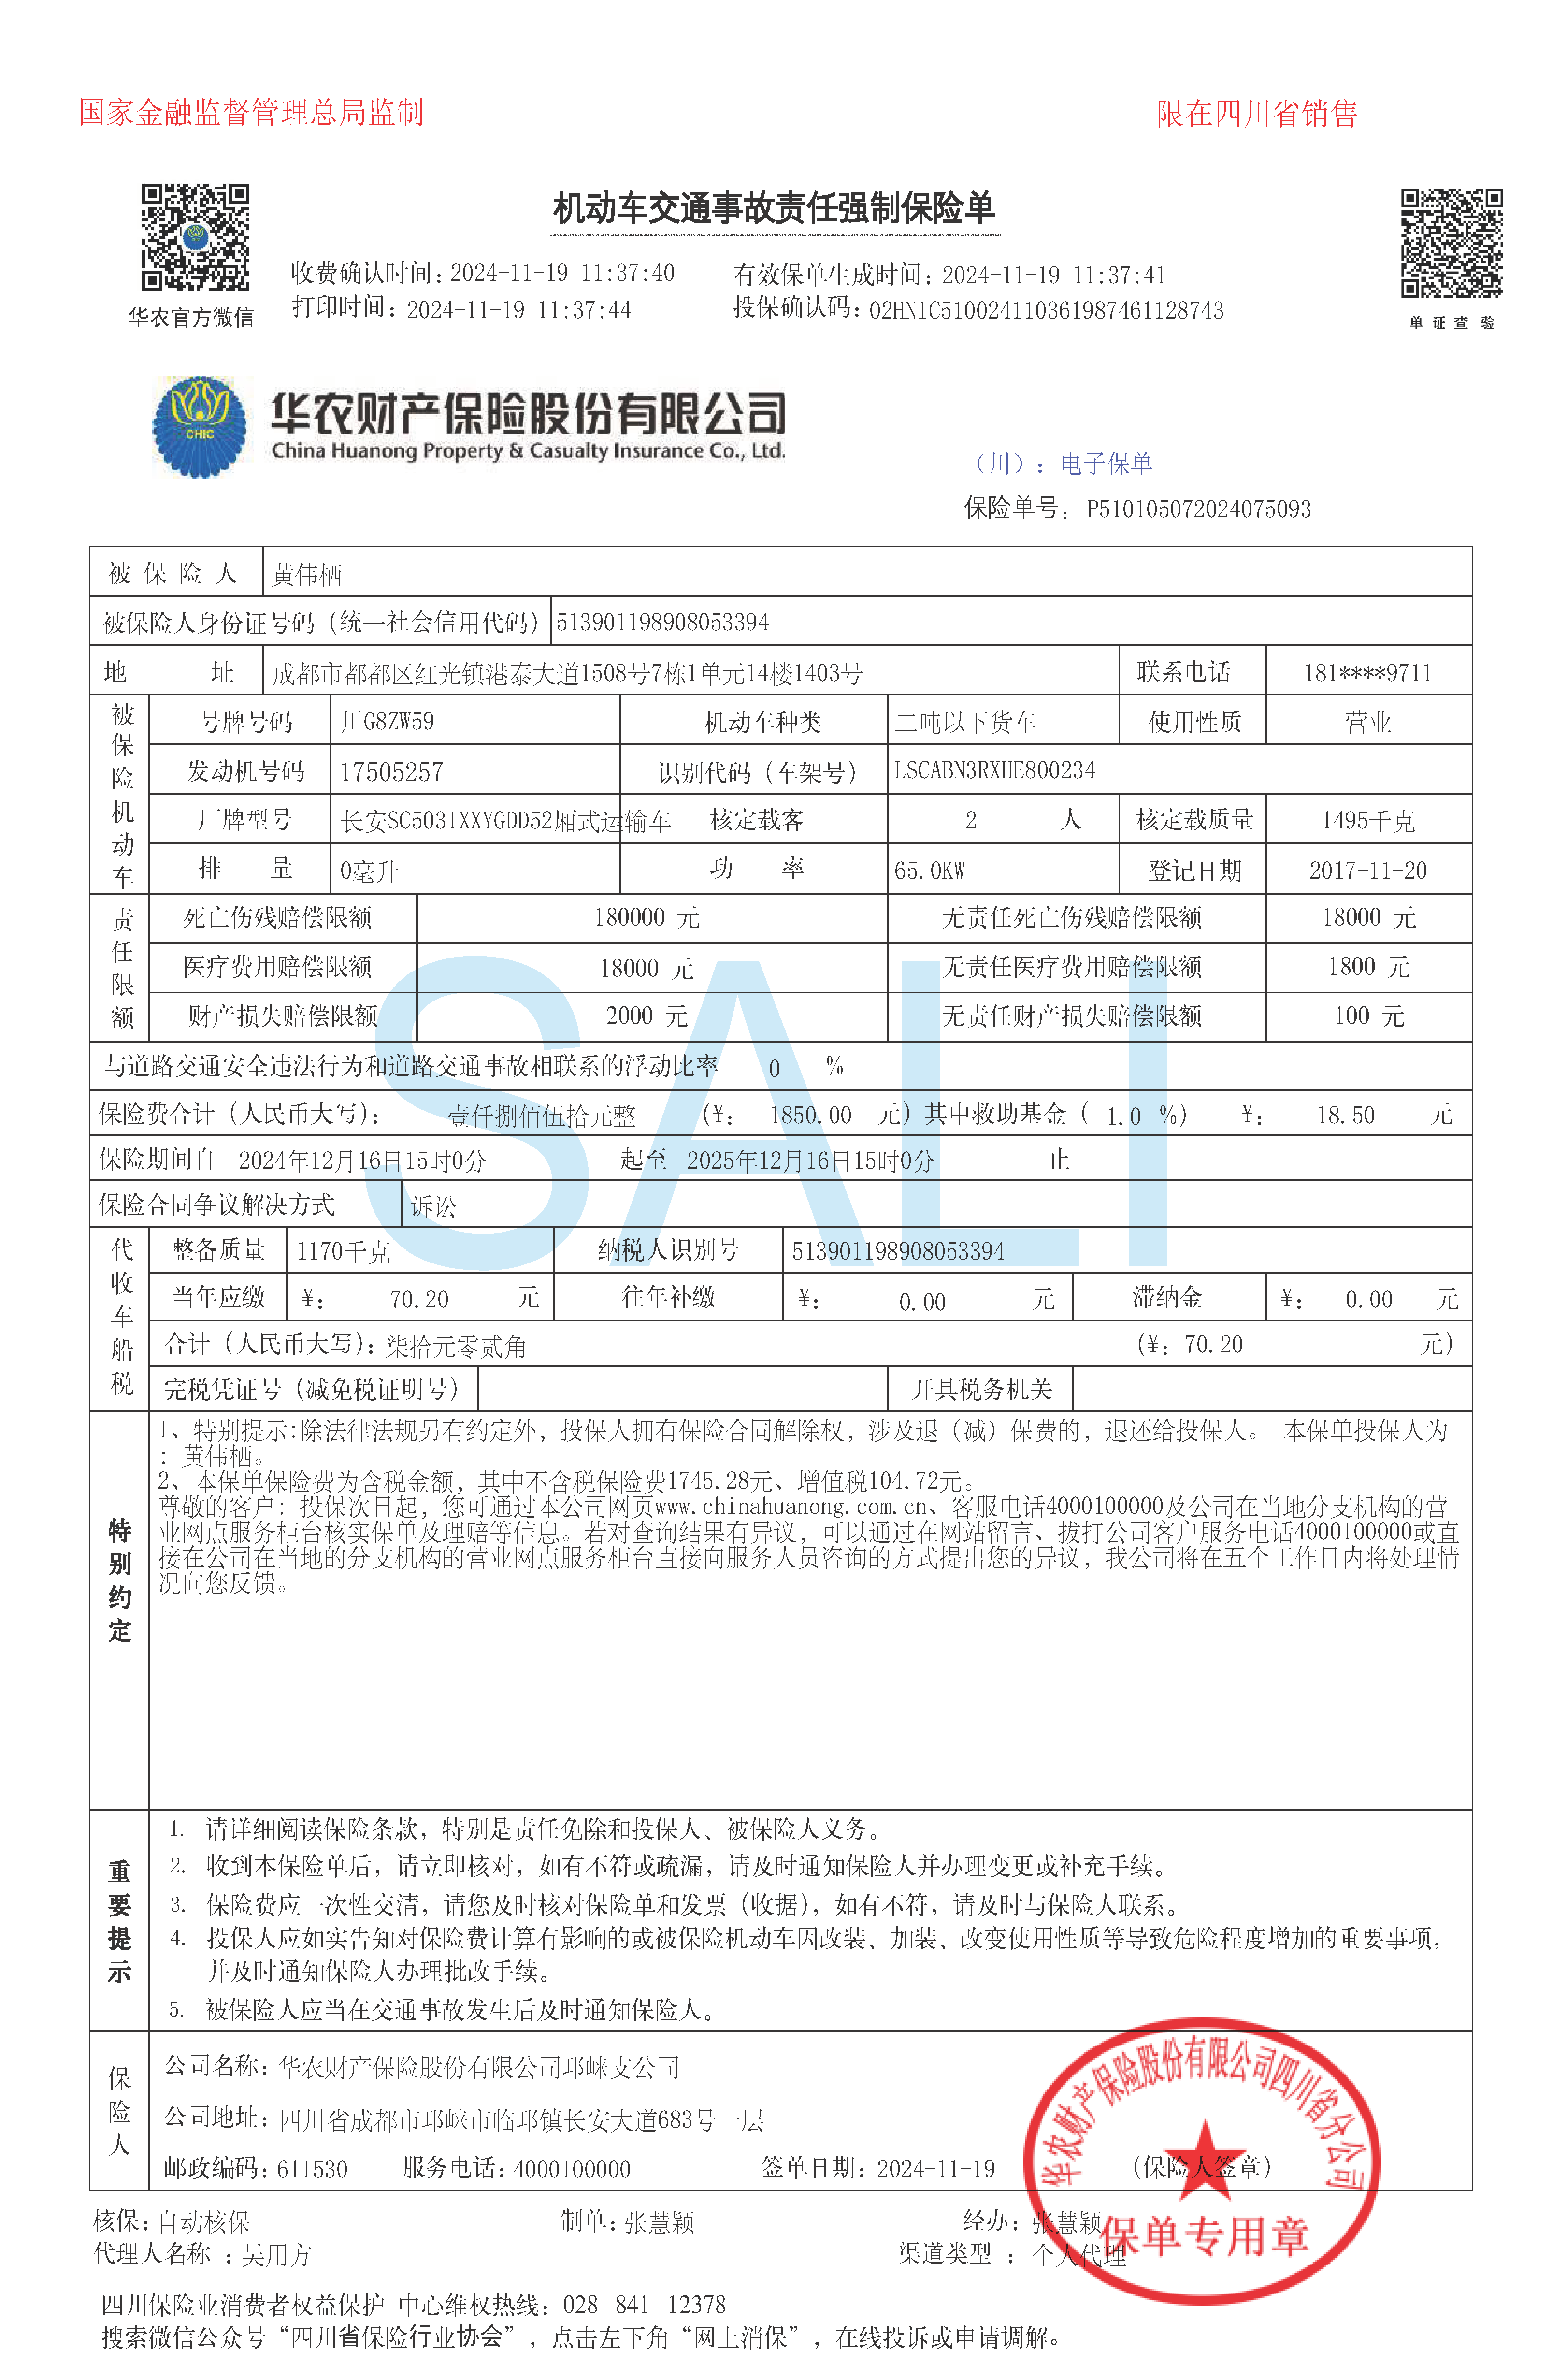 国家金融监督管理总局监制 限在四川省销售
机动车交通事故责任强制保险单
收费确认时间：2024-11-19 11:37:40 有效保单生成时间：2024-11-19 11:37:41
打印时间：2024-11-19 11:37:44 投保确认码：02HNIC510024110361987461128743
华农官方微信 单证查验
CHIC
华农财产保险股份有限公司
China Huanong Property & Casualty Insurance Co., Ltd.
（川）：电子保单
保险单号：P510105072024075093
被保险人 黄伟栖
被保险人身份证号码（统一社会信用代码） 513901198908053394
地址 成都市都都区红光镇港泰大道1508号7栋1单元14楼1403号 联系电话 181****9711
被保险机动车
号牌号码 川G8ZW59 机动车种类 二吨以下货车 使用性质 营业
发动机号码 17505257 识别代码（车架号） LSCABN3RXHE800234
厂牌型号 长安SC5031XXYGDD52厢式运输车 核定载客 2 人 核定载质量 1495千克
排量 0毫升 功率 65.0KW 登记日期 2017-11-20
责任限额
死亡伤残赔偿限额 180000 元 无责任死亡伤残赔偿限额 18000 元
医疗费用赔偿限额 18000 元 无责任医疗费用赔偿限额 1800 元
财产损失赔偿限额 2000 元 无责任财产损失赔偿限额 100 元
与道路交通安全违法行为和道路交通事故相联系的浮动比率 0 %
保险费合计（人民币大写）： 壹仟捌佰伍拾元整 （¥： 1850.00 元）其中救助基金（ 1.0 %） ¥： 18.50 元
保险期间自 2024年12月16日15时0分 起至 2025年12月16日15时0分 止
保险合同争议解决方式 诉讼
代收车船税
整备质量 1170千克 纳税人识别号 513901198908053394
当年应缴 ¥： 70.20 元 往年补缴 ¥： 0.00 元 滞纳金 ¥： 0.00 元
合计（人民币大写）：柒拾元零贰角 （¥：70.20 元）
完税凭证号（减免税证明号） 开具税务机关
特别约定
1、特别提示:除法律法规另有约定外，投保人拥有保险合同解除权，涉及退（减）保费的，退还给投保人。 本保单投保人为
：黄伟栖。
2、本保单保险费为含税金额，其中不含税保险费1745.28元、增值税104.72元。
尊敬的客户：投保次日起，您可通过本公司网页www.chinahuanong.com.cn、客服电话4000100000及公司在当地分支机构的营
业网点服务柜台核实保单及理赔等信息。若对查询结果有异议，可以通过在网站留言、拔打公司客户服务电话4000100000或直
接在公司在当地的分支机构的营业网点服务柜台直接向服务人员咨询的方式提出您的异议，我公司将在五个工作日内将处理情
况向您反馈。
SALI
重要提示
1. 请详细阅读保险条款，特别是责任免除和投保人、被保险人义务。
2. 收到本保险单后，请立即核对，如有不符或疏漏，请及时通知保险人并办理变更或补充手续。
3. 保险费应一次性交清，请您及时核对保险单和发票（收据），如有不符，请及时与保险人联系。
4. 投保人应如实告知对保险费计算有影响的或被保险机动车因改装、加装、改变使用性质等导致危险程度增加的重要事项，
并及时通知保险人办理批改手续。
5. 被保险人应当在交通事故发生后及时通知保险人。
保险人
公司名称：华农财产保险股份有限公司邛崃支公司
公司地址：四川省成都市邛崃市临邛镇长安大道683号一层
邮政编码：611530 服务电话：4000100000 签单日期：2024-11-19 （保险人签章）
华农财产保险股份有限公司四川省分公司
保单专用章
核保：自动核保 制单：张慧颖 经办：张慧颖
代理人名称 ：吴用方 渠道类型 ： 个人代理
四川保险业消费者权益保护 中心维权热线：028-841-12378
搜索微信公众号“四川省保险行业协会”，点击左下角“网上消保”，在线投诉或申请调解。